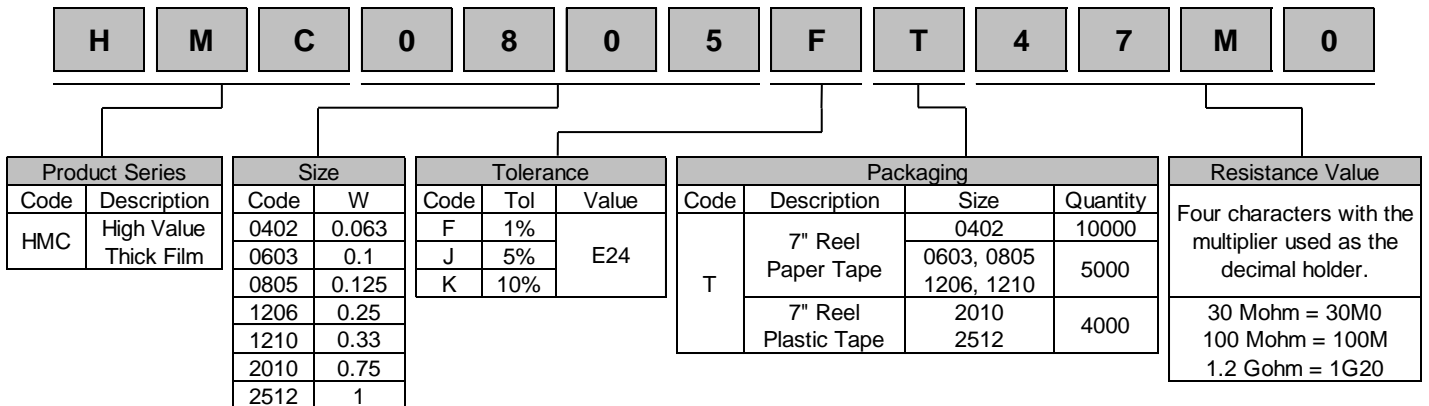 H M C 0 8 0 5 F T 4 7 M 0
Product Series
Code Description
HMC High Value Thick Film
Size
Code W
0402 0.063
0603 0.1
0805 0.125
1206 0.25
1210 0.33
2010 0.75
2512 1
Tolerance
Code Tol Value
F 1%
J 5% E24
K 10%
Packaging
Code Description Size Quantity
T
7" Reel Paper Tape
0402 10000
0603, 0805
1206, 1210
5000
7" Reel Plastic Tape
2010
2512
4000
Resistance Value
Four characters with the
multiplier used as the
decimal holder.
30 Mohm = 30M0
100 Mohm = 100M
1.2 Gohm = 1G20